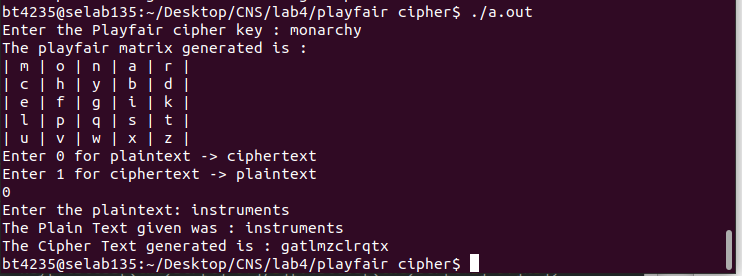 bt4235@selab135:~/Desktop/CNS/lab4/playfair cipher$ ./a.out
Enter the Playfair cipher key : monarchy
The playfair matrix generated is :
| m | o | n | a | r |
| c | h | y | b | d |
| e | f | g | i | k |
| l | p | q | s | t |
| u | v | w | x | z |
Enter 0 for plaintext -> ciphertext
Enter 1 for ciphertext -> plaintext
0
Enter the plaintext: instruments
The Plain Text given was : instruments
The Cipher Text generated is : gatlmzclrqtx
bt4235@selab135:~/Desktop/CNS/lab4/playfair cipher$